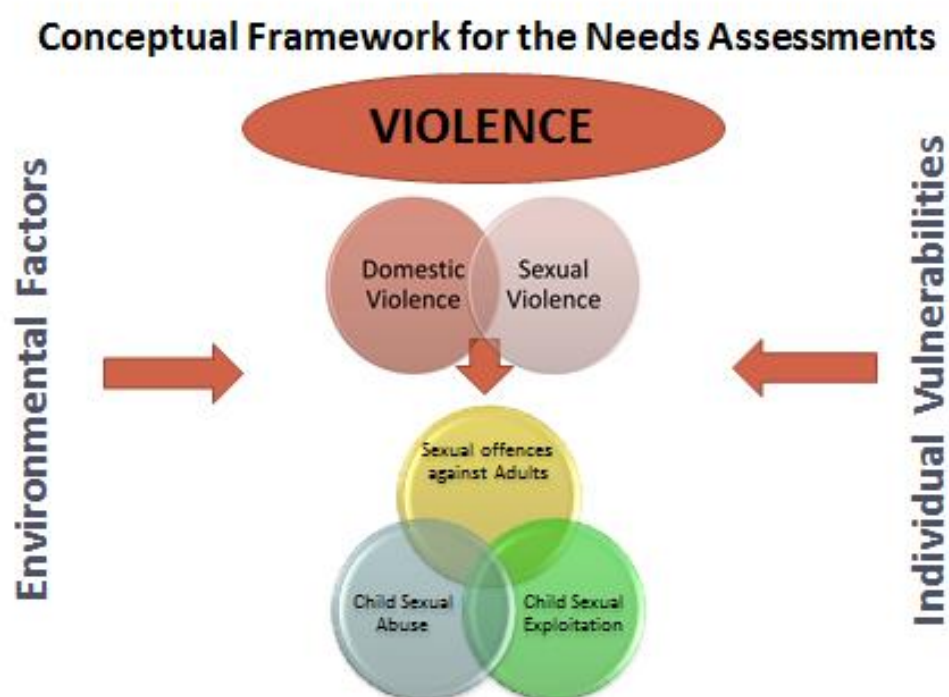 Conceptual Framework for the Needs Assessments
VIOLENCE
Environmental Factors
Domestic
Violence
Sexual
Violence
Individual Vulnerabilities
Sexual offences
against Adults
Child Sexual
Abuse
Child Sexual
Exploitation